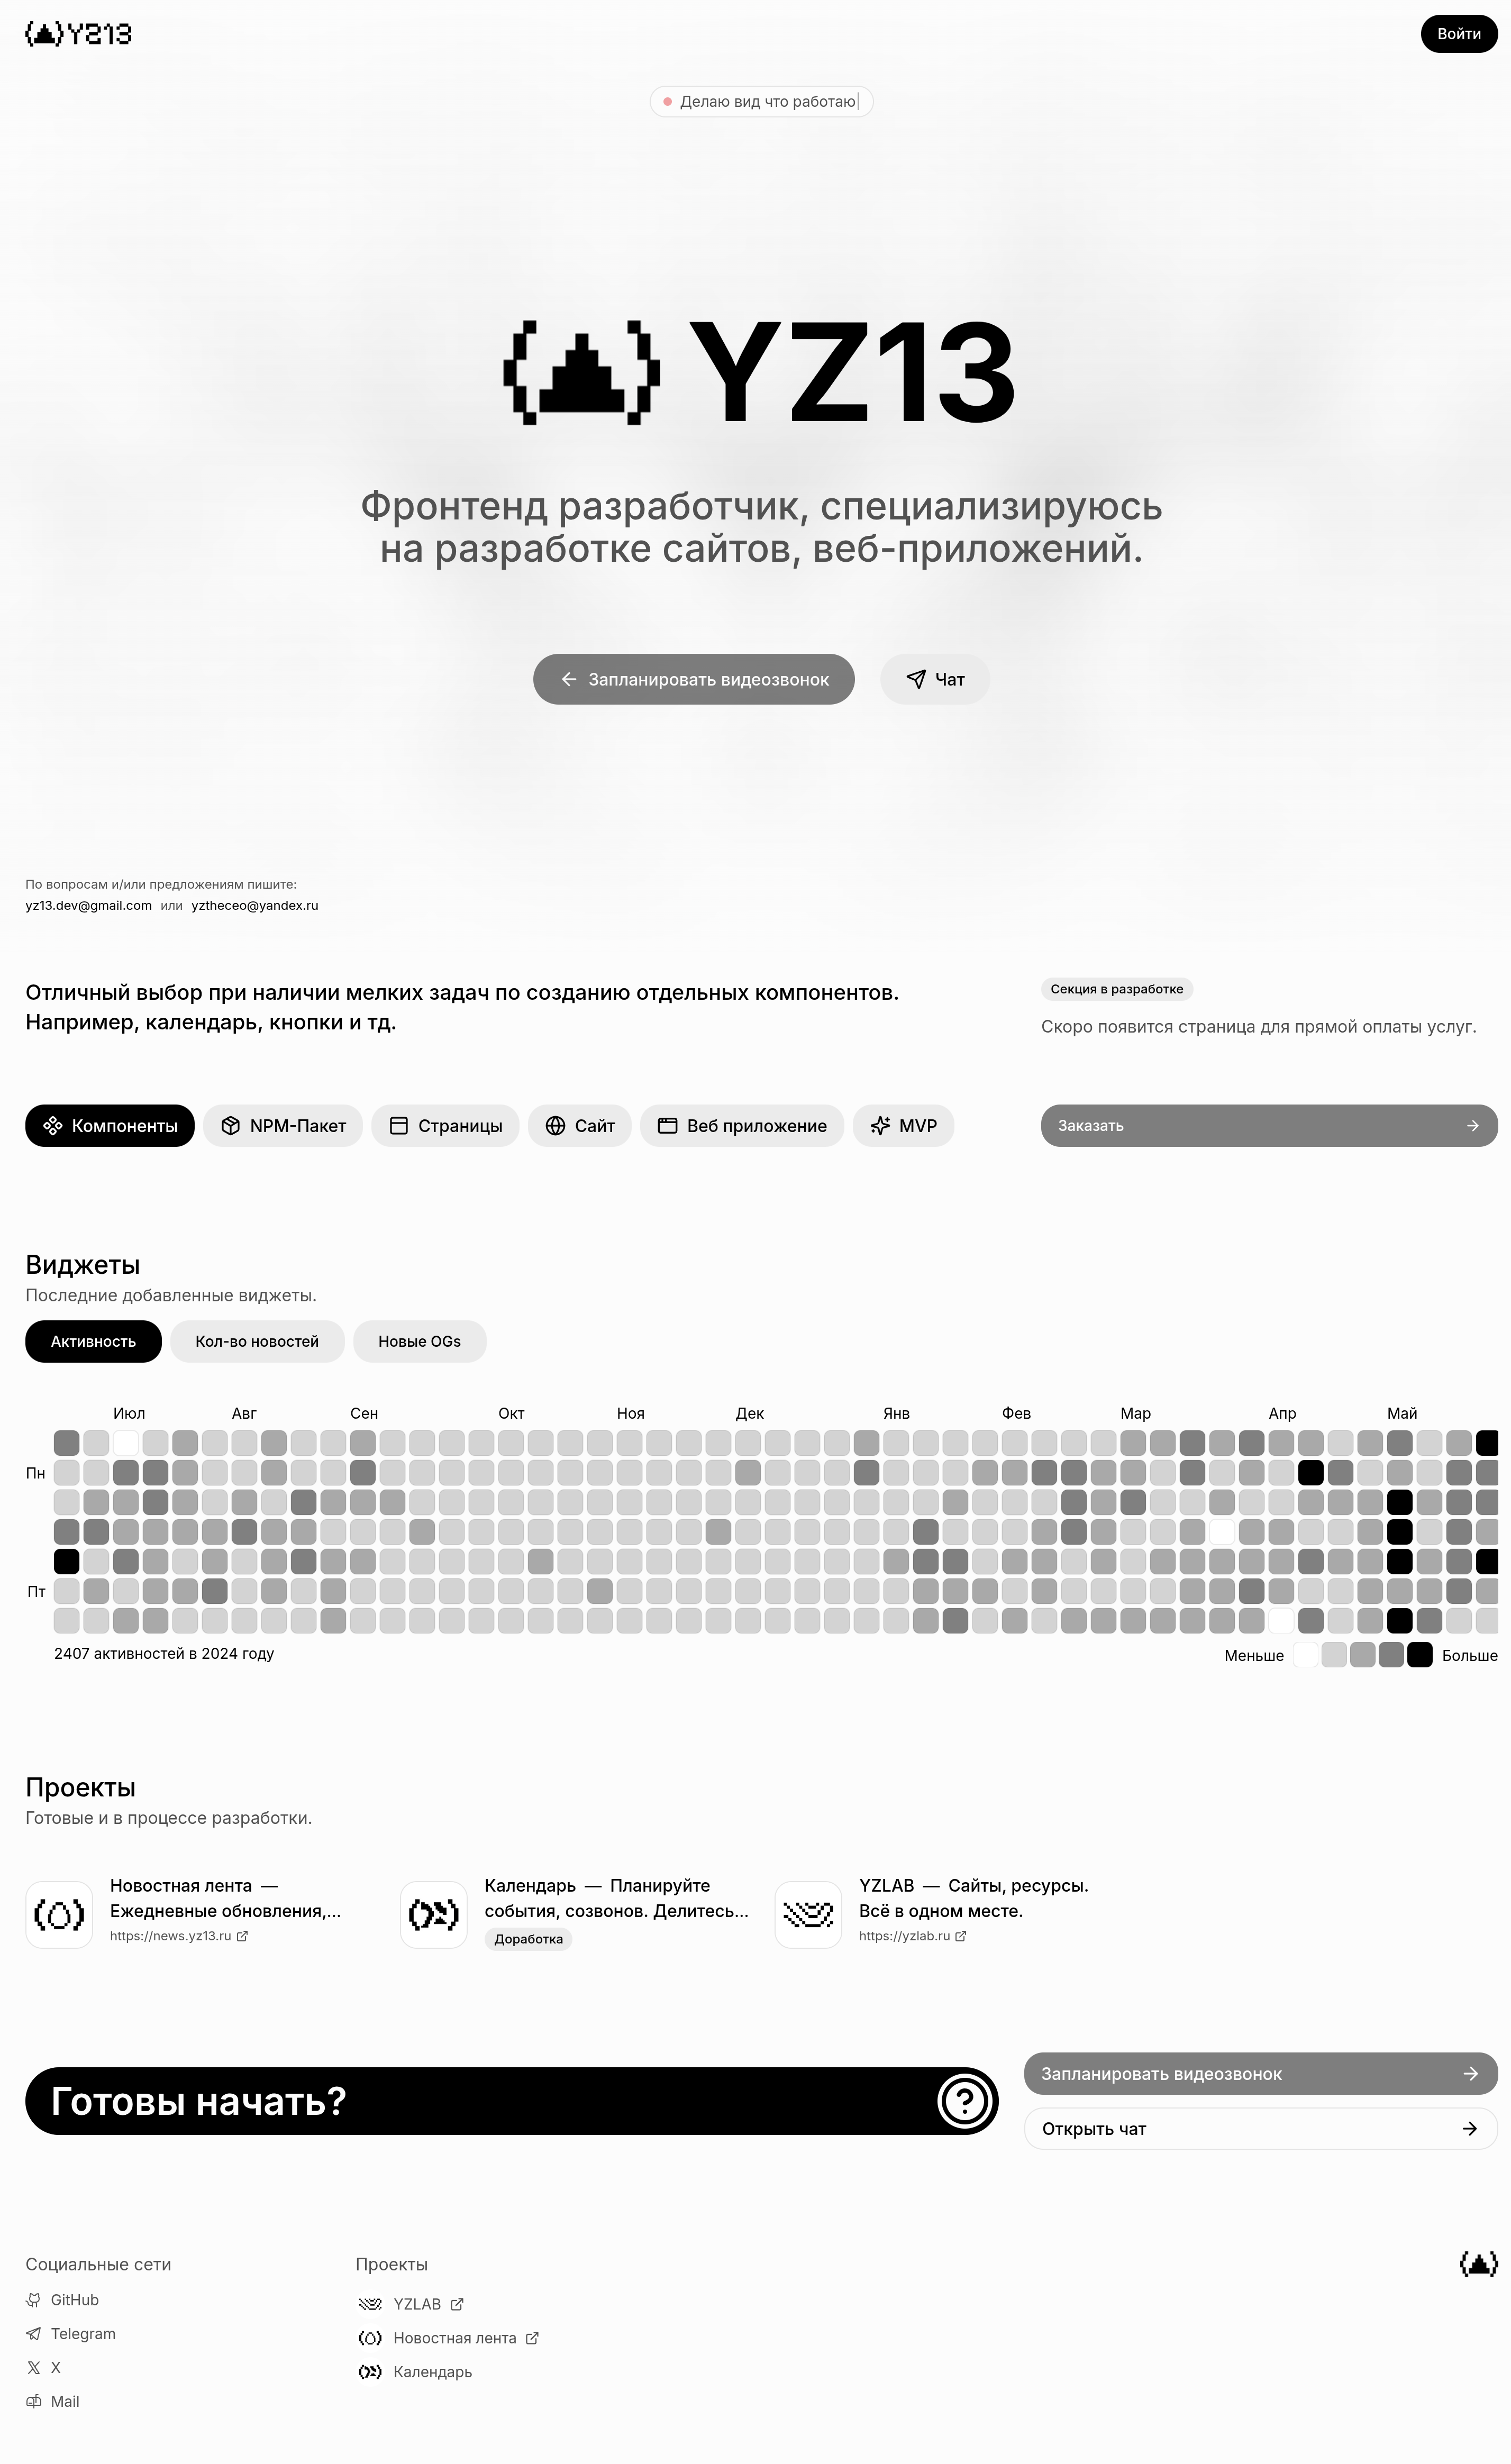 YZ13
Войти
Делаю вид что работаю
YZ13
Фронтенд разработчик, специализируюсь
на разработке сайтов, веб-приложений.
Запланировать видеозвонок
Чат
По вопросам и/или предложениям пишите:
yz13.dev@gmail.com или yztheceo@yandex.ru
Отличный выбор при наличии мелких задач по созданию отдельных компонентов.
Например, календарь, кнопки и тд.
Секция в разработке
Скоро появится страница для прямой оплаты услуг.
Компоненты
NPM-Пакет
Страницы
Сайт
Веб приложение
MVP
Заказать
Виджеты
Последние добавленные виджеты.
Активность
Кол-во новостей
Новые OGs
Июл Авг Сен Окт Ноя Дек Янв Фев Мар Апр Май
Пн
Пт
2407 активностей в 2024 году
Меньше
Больше
Проекты
Готовые и в процессе разработки.
Новостная лента —
Ежедневные обновления,...
https://news.yz13.ru
Календарь — Планируйте
события, созвонов. Делитесь...
Доработка
YZLAB — Сайты, ресурсы.
Всё в одном месте.
https://yzlab.ru
Готовы начать?
Запланировать видеозвонок
Открыть чат
Социальные сети
GitHub
Telegram
X
Mail
Проекты
YZLAB
Новостная лента
Календарь